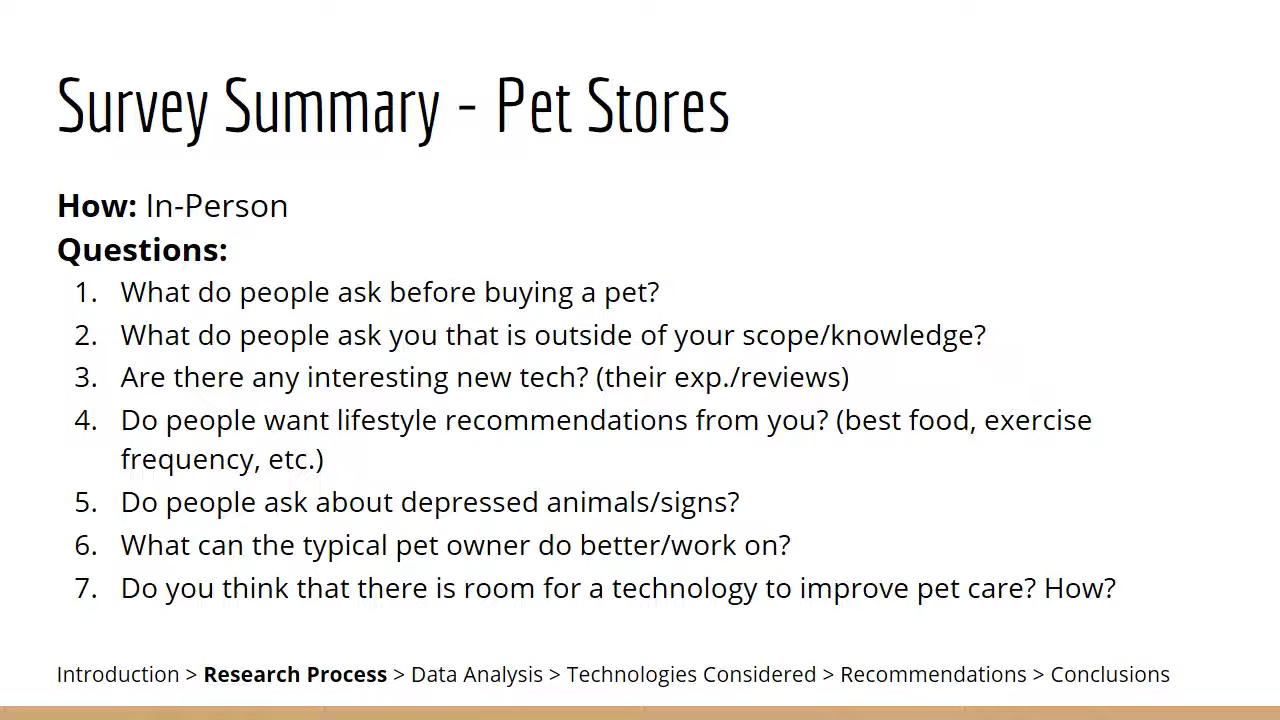 Survey Summary - Pet Stores
How: In-Person
Questions:
1. What do people ask before buying a pet?
2. What do people ask you that is outside of your scope/knowledge?
3. Are there any interesting new tech? (their exp./reviews)
4. Do people want lifestyle recommendations from you? (best food, exercise
frequency, etc.)
5. Do people ask about depressed animals/signs?
6. What can the typical pet owner do better/work on?
7. Do you think that there is room for a technology to improve pet care? How?
Introduction > Research Process > Data Analysis > Technologies Considered > Recommendations > Conclusions